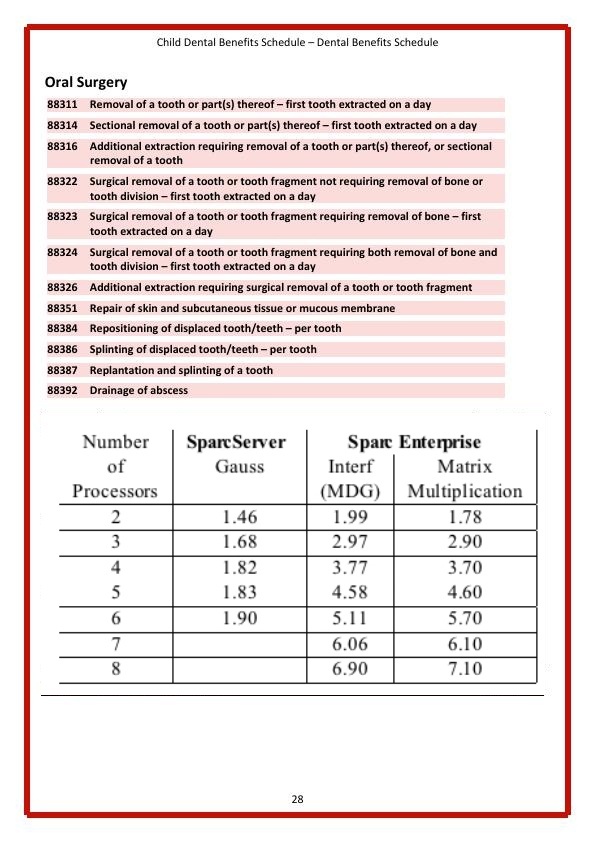 Child Dental Benefits Schedule – Dental Benefits Schedule
Oral Surgery
88311 Removal of a tooth or part(s) thereof – first tooth extracted on a day
88314 Sectional removal of a tooth or part(s) thereof – first tooth extracted on a day
88316 Additional extraction requiring removal of a tooth or part(s) thereof, or sectional
removal of a tooth
88322 Surgical removal of a tooth or tooth fragment not requiring removal of bone or
tooth division – first tooth extracted on a day
88323 Surgical removal of a tooth or tooth fragment requiring removal of bone – first
tooth extracted on a day
88324 Surgical removal of a tooth or tooth fragment requiring both removal of bone and
tooth division – first tooth extracted on a day
88326 Additional extraction requiring surgical removal of a tooth or tooth fragment
88351 Repair of skin and subcutaneous tissue or mucous membrane
88384 Repositioning of displaced tooth/teeth – per tooth
88386 Splinting of displaced tooth/teeth – per tooth
88387 Replantation and splinting of a tooth
88392 Drainage of abscess
Number SparcServer Sparc Enterprise
of Gauss Interf Matrix
Processors (MDG) Multiplication
2 1.46 1.99 1.78
3 1.68 2.97 2.90
4 1.82 3.77 3.70
5 1.83 4.58 4.60
6 1.90 5.11 5.70
7 6.06 6.10
8 6.90 7.10
28